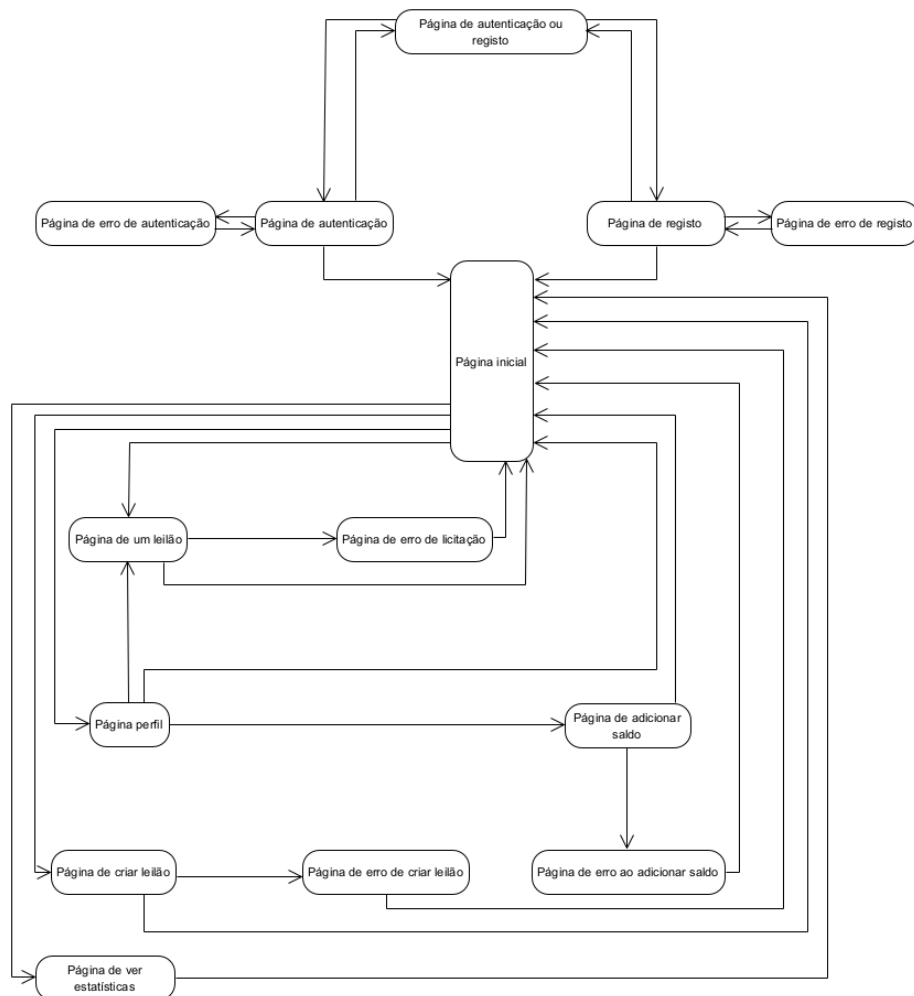 Página de autenticação ou
registo
Página de erro de autenticação
Página de autenticação
Página de registo
Página de erro de registo
Página inicial
Página de um leilão
Página de erro de licitação
Página perfil
Página de adicionar
saldo
Página de criar leilão
Página de erro de criar leilão
Página de erro ao adicionar saldo
Página de ver
estatísticas